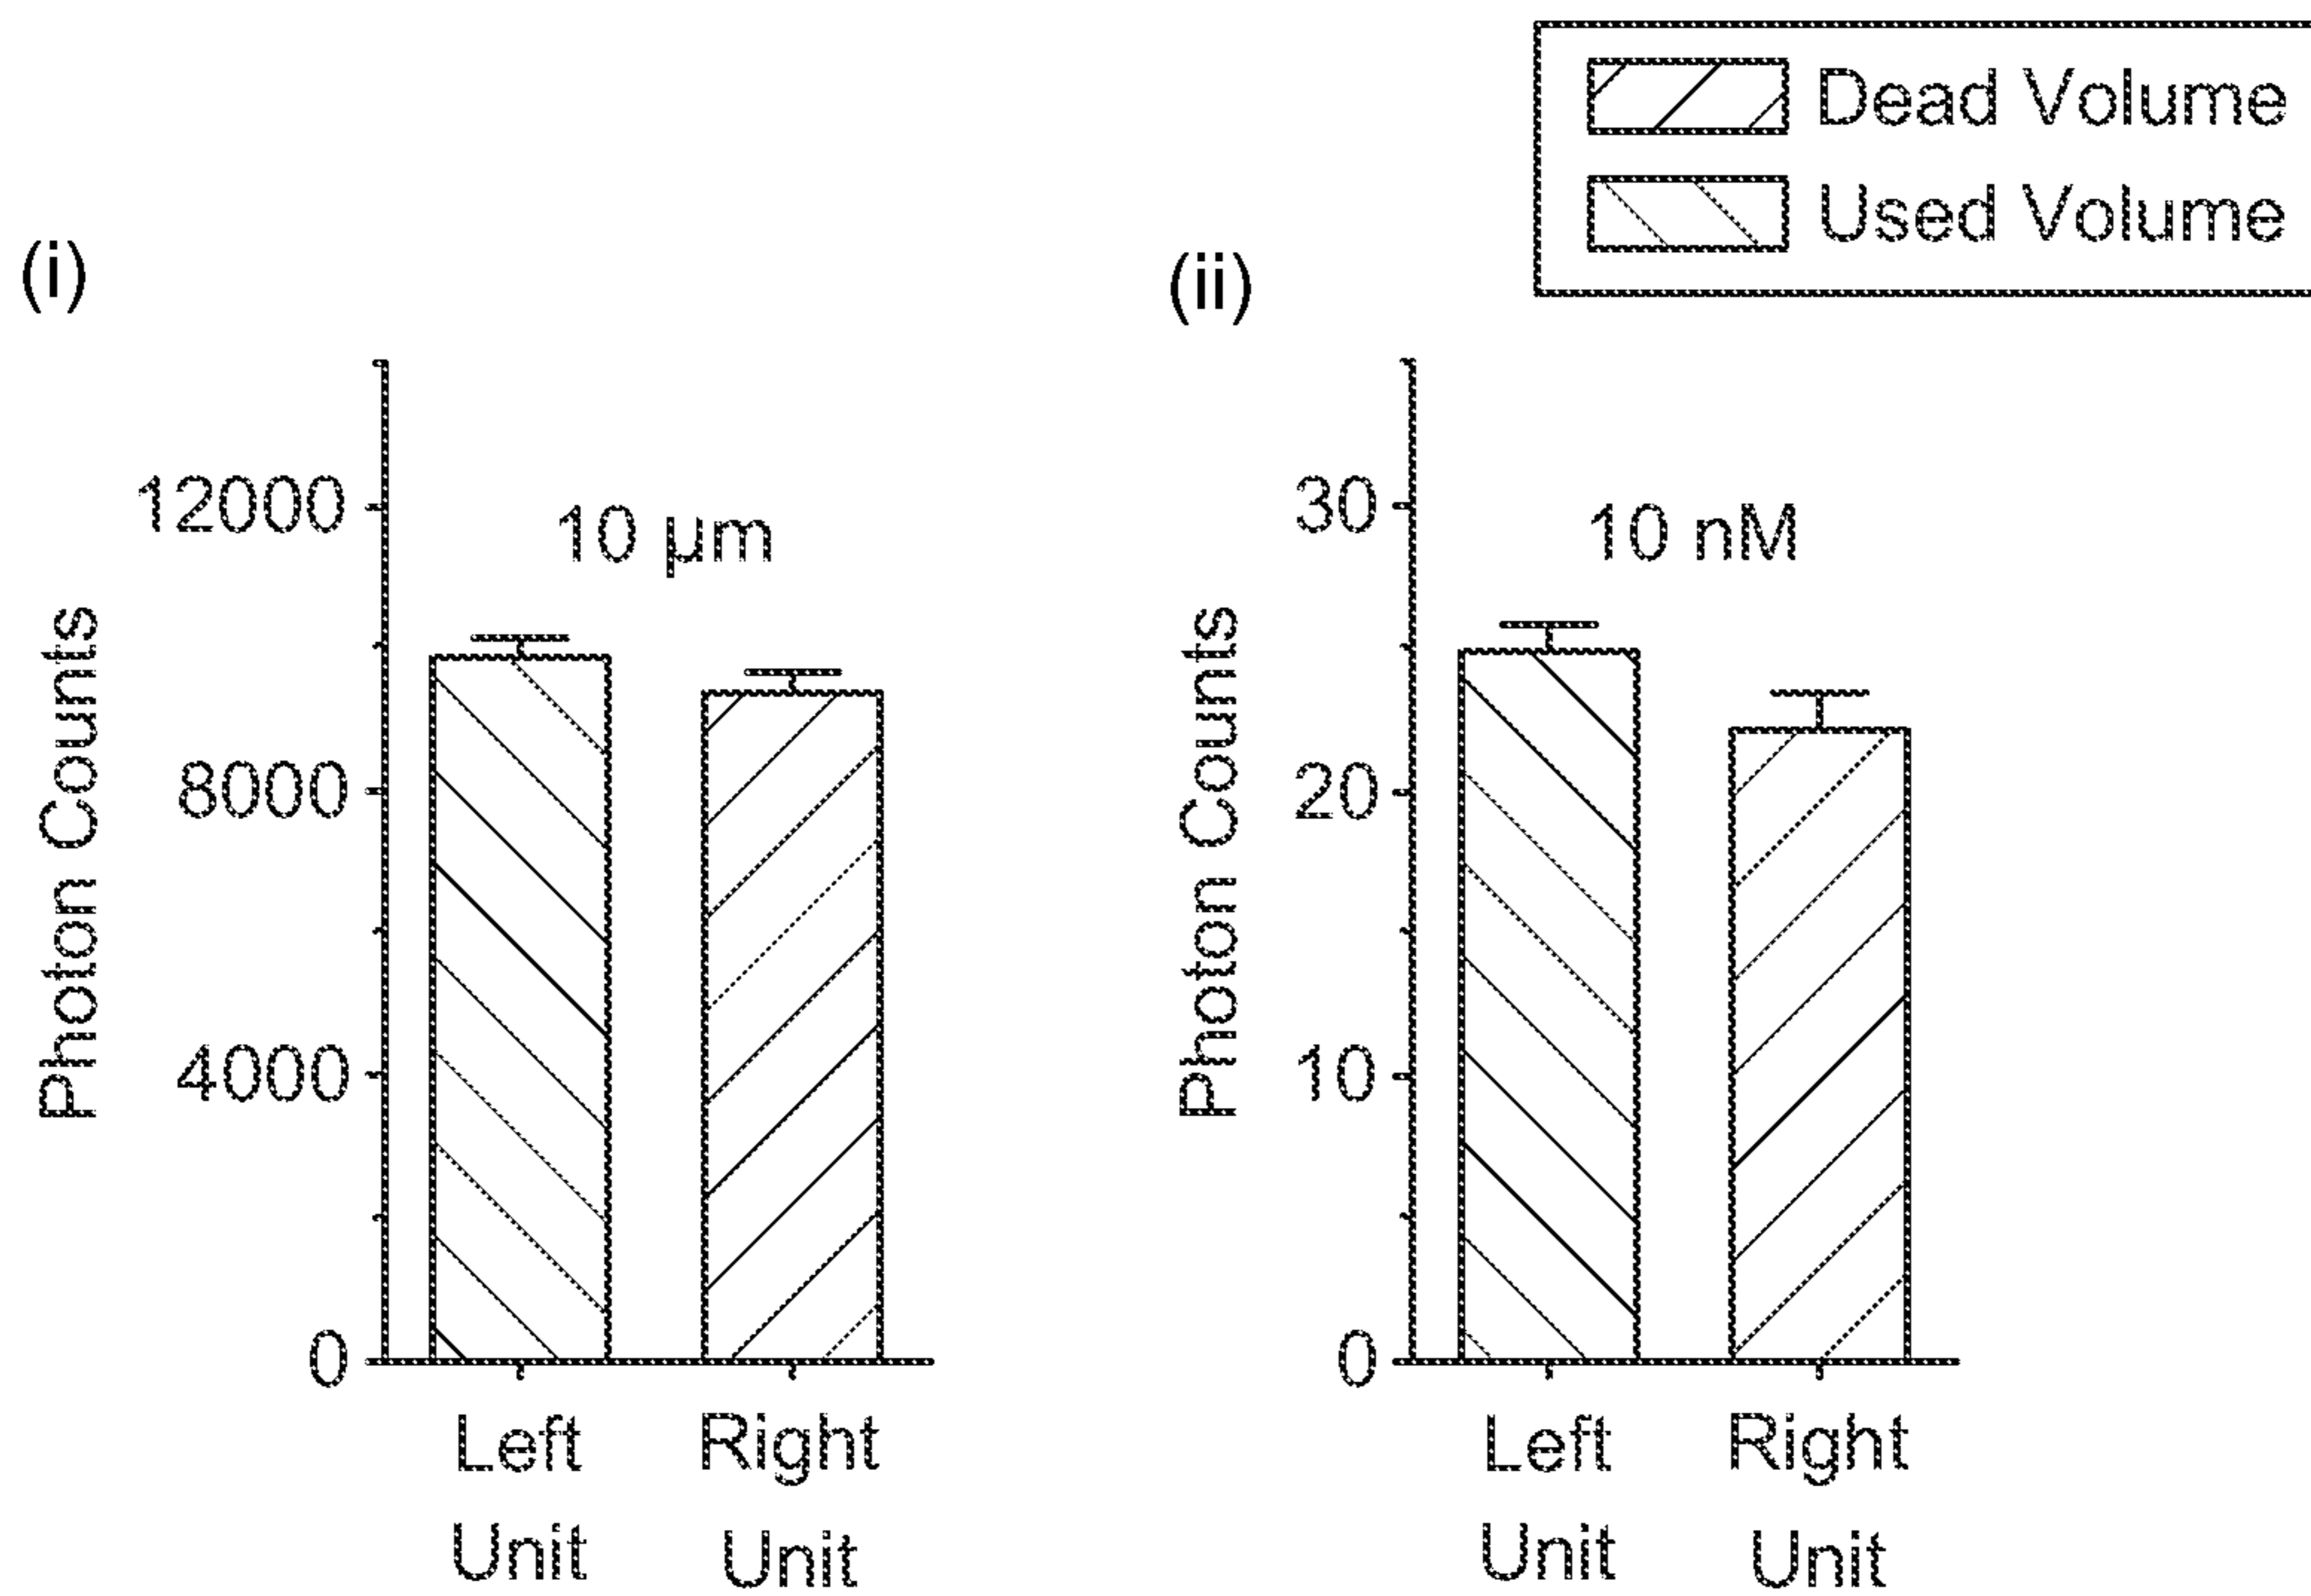 Dead Volume
Used Volume
(i)
Photon Counts
12000
8000
4000
0
10 µm
Left Unit
Right Unit
(ii)
Photon Counts
30
20
10
0
10 nM
Left Unit
Right Unit